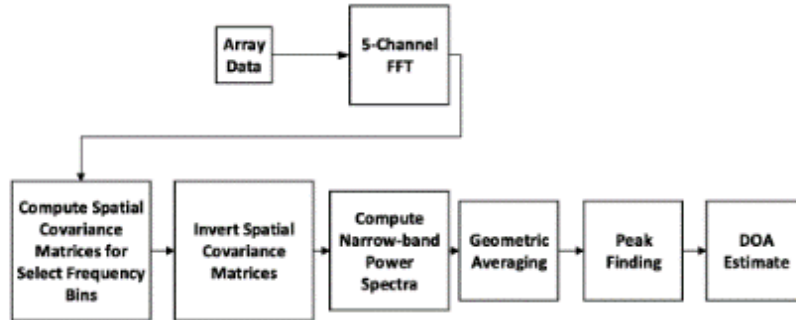 Array
Data
5-Channel
FFT
Compute Spatial
Covariance
Matrices for
Select Frequency
Bins
Invert Spatial
Covariance
Matrices
Compute
Narrow-band
Power
Spectra
Geometric
Averaging
Peak
Finding
DOA
Estimate